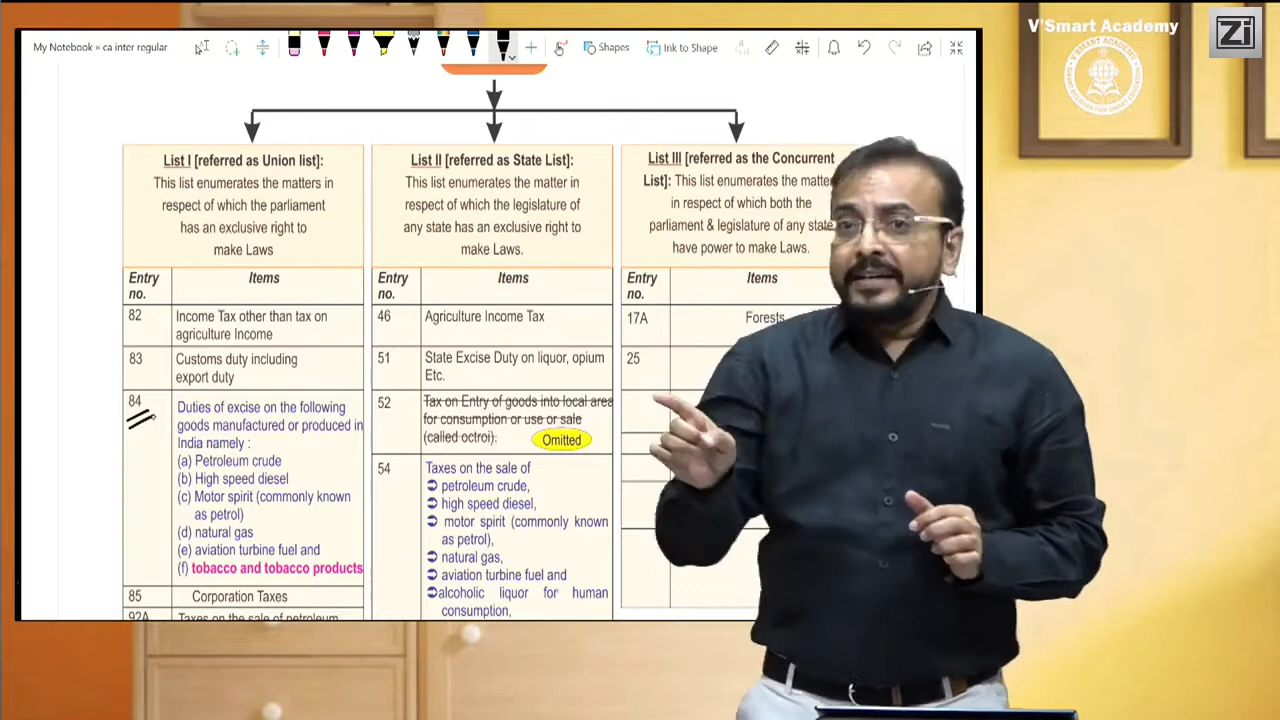 V'Smart Academy
My Notebook » ca inter regular
Shapes
Ink to Shape
List I [referred as Union list]:
This list enumerates the matters in
respect of which the parliament
has an exclusive right to
make Laws
Entry no.
Items
82
Income Tax other than tax on
agriculture Income
83
Customs duty including
export duty
84
Duties of excise on the following
goods manufactured or produced in
India namely :
(a) Petroleum crude
(b) High speed diesel
(c) Motor spirit (commonly known
as petrol)
(d) natural gas
(e) aviation turbine fuel and
(f) tobacco and tobacco products
85
Corporation Taxes
92A
Taxes on the sale of petroleum
List II [referred as State List]:
This list enumerates the matter in
respect of which the legislature of
any state has an exclusive right to
make Laws.
Entry no.
Items
46
Agriculture Income Tax
51
State Excise Duty on liquor, opium
Etc.
52
Tax on Entry of goods into local area
for consumption or use or sale
(called octroi).
Omitted
54
Taxes on the sale of
petroleum crude,
high speed diesel,
motor spirit (commonly known
as petrol),
natural gas,
aviation turbine fuel and
alcoholic liquor for human
consumption,
List III [referred as the Concurrent
List]: This list enumerates the matter
in respect of which both the
parliament & legislature of any state
have power to make Laws.
Entry no.
Items
17A
Forests
25